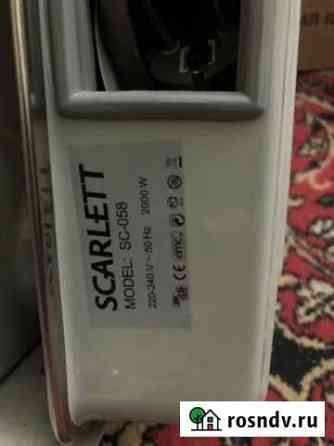 SCARLETT
MODEL: SC-058
220-240 V ~ 50 Hz 2000 W
rosndv.ru